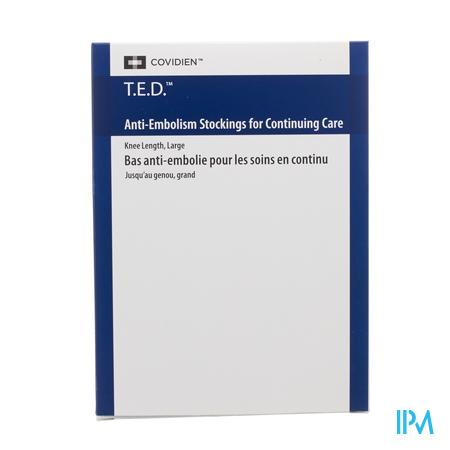 COVIDIEN™
T.E.D.™
Anti-Embolism Stockings for Continuing Care
Knee Length, Large
Bas anti-embolie pour les soins en continu
Jusqu'au genou, grand
IPM